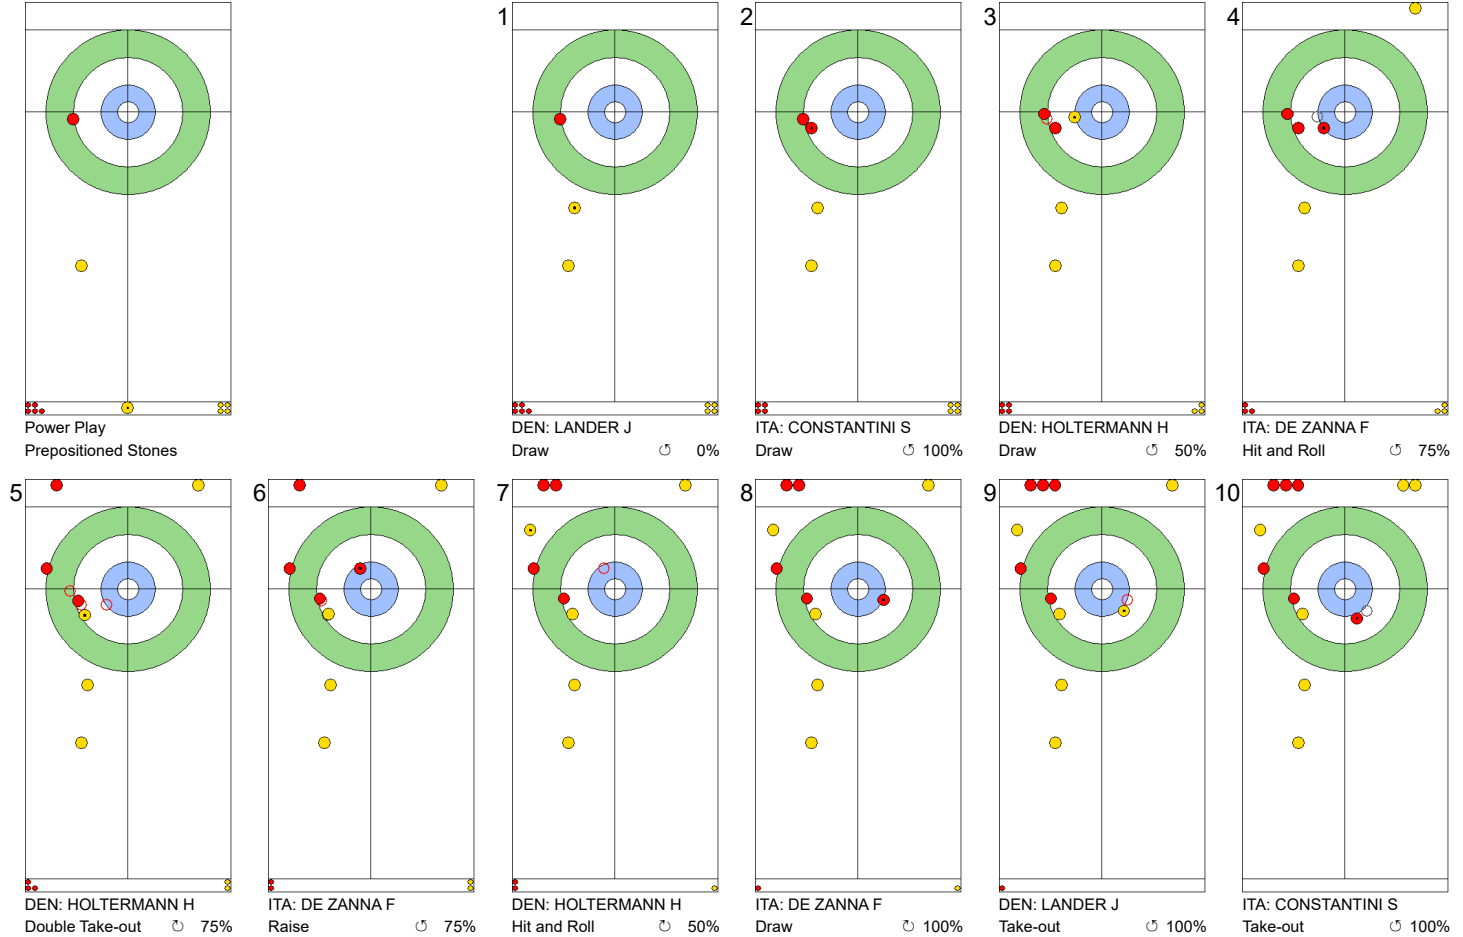 Power Play
Prepositioned Stones
1
DEN: LANDER J
Draw ↺ 0%
2
ITA: CONSTANTINI S
Draw ↺ 100%
3
DEN: HOLTERMANN H
Draw ↺ 50%
4
ITA: DE ZANNA F
Hit and Roll ↺ 75%
5
DEN: HOLTERMANN H
Double Take-out ↻ 75%
6
ITA: DE ZANNA F
Raise ↺ 75%
7
DEN: HOLTERMANN H
Hit and Roll ↻ 50%
8
ITA: DE ZANNA F
Draw ↻ 100%
9
DEN: LANDER J
Take-out ↺ 100%
10
ITA: CONSTANTINI S
Take-out ↺ 100%